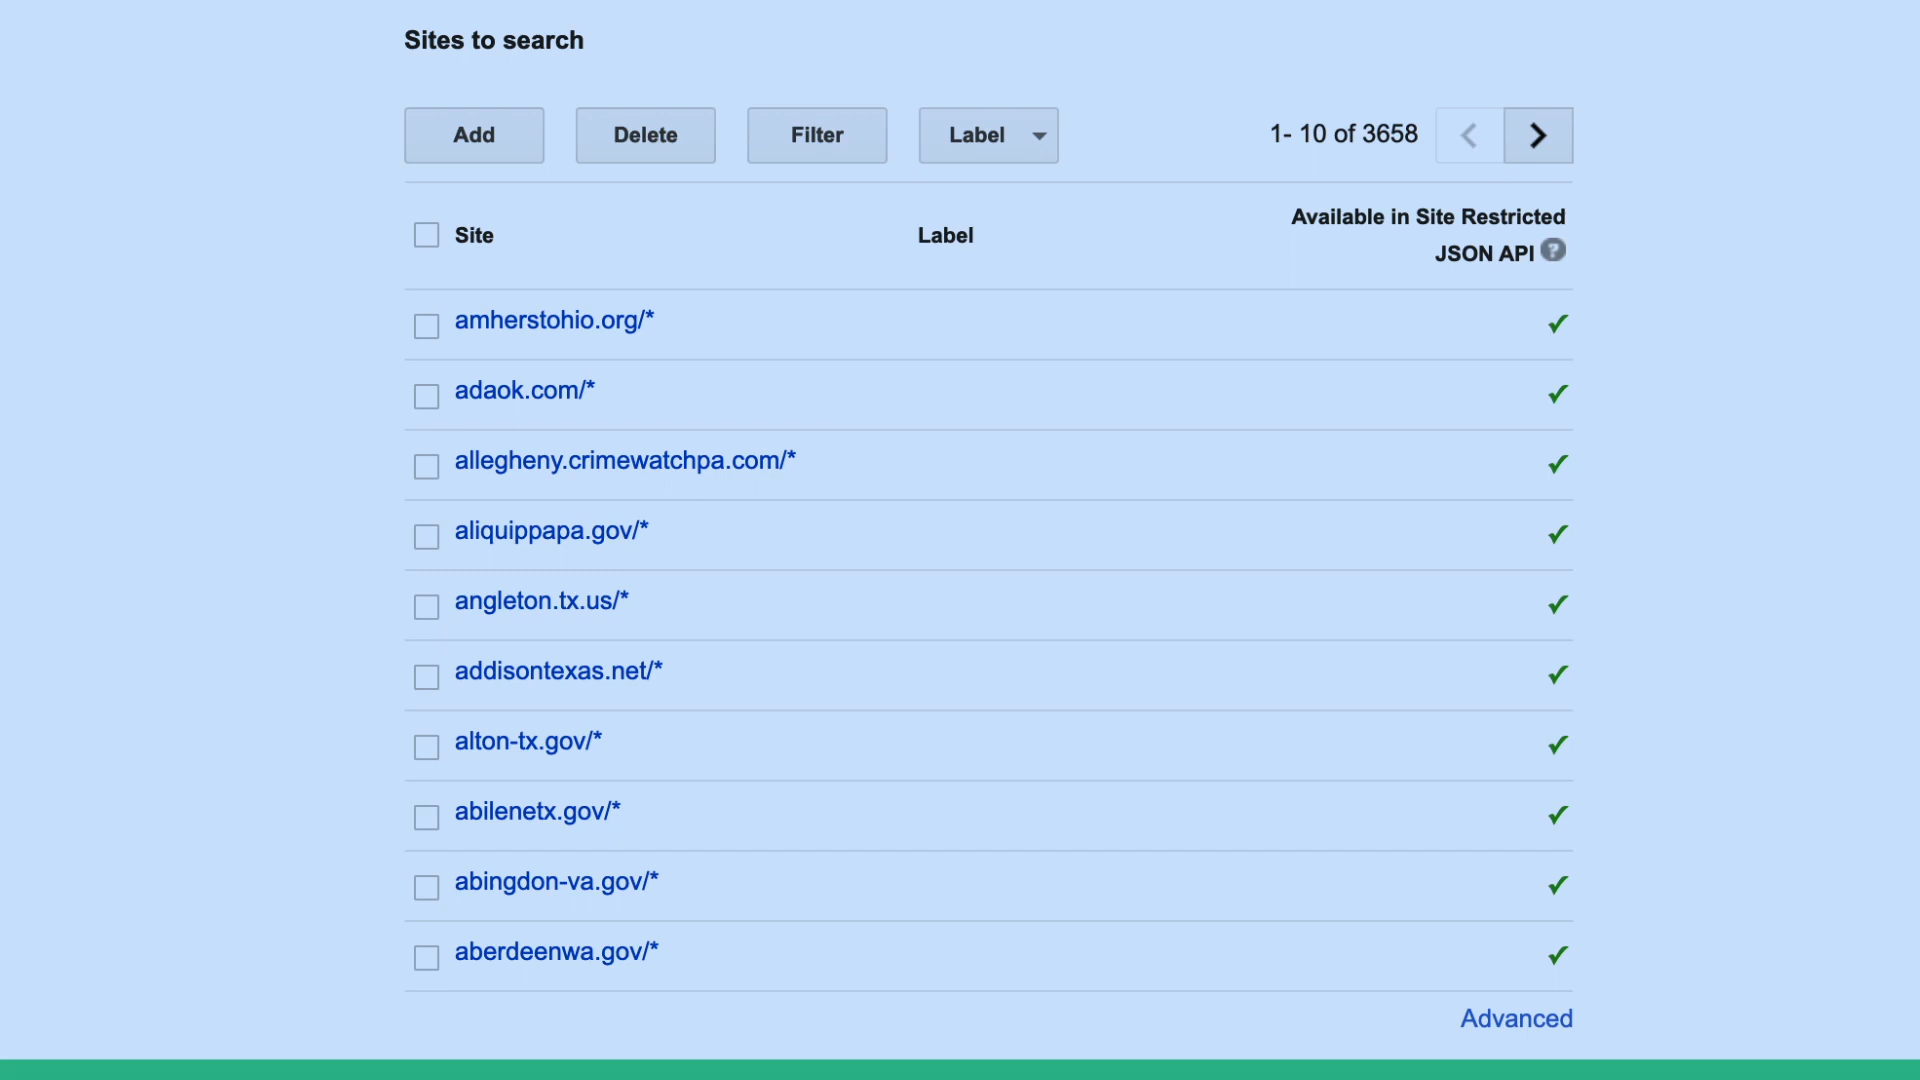 Sites to search
Add Delete Filter Label 1- 10 of 3658
Site Label Available in Site Restricted JSON API ?
amherstohio.org/*
adaok.com/*
allegheny.crimewatchpa.com/*
aliquippapa.gov/*
angleton.tx.us/*
addisontexas.net/*
alton-tx.gov/*
abilenetx.gov/*
abingdon-va.gov/*
aberdeenwa.gov/*
Advanced